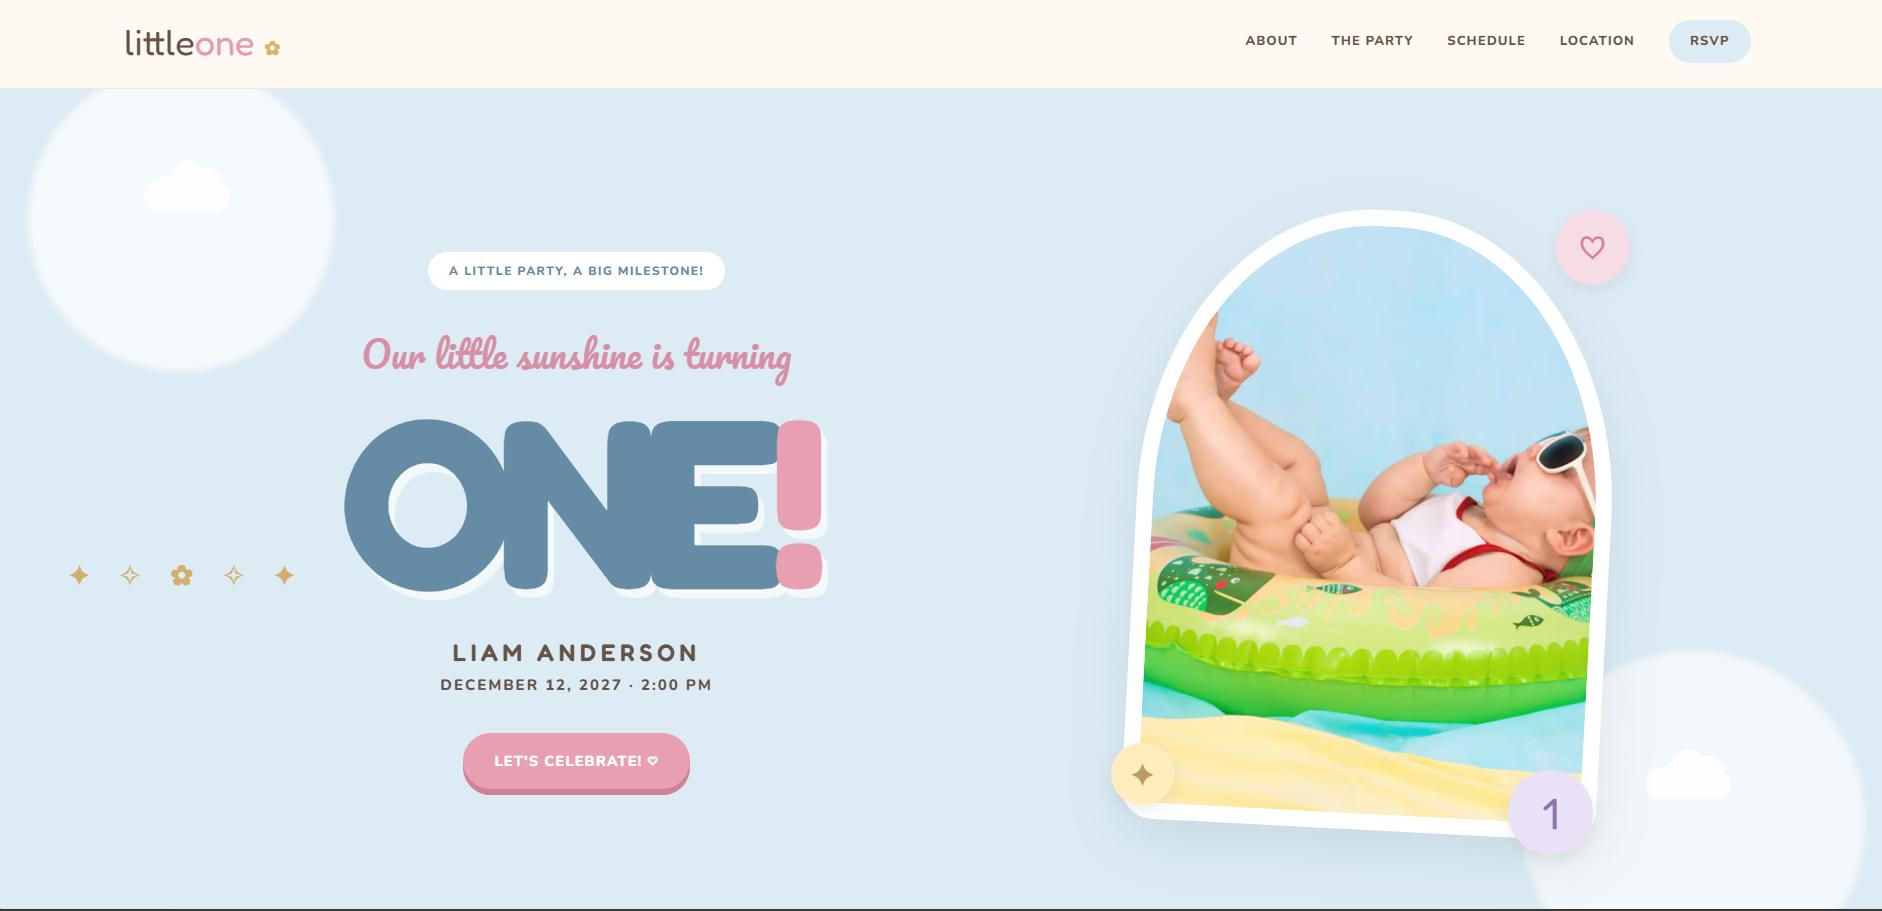 littleone
ABOUT
THE PARTY
SCHEDULE
LOCATION
RSVP
A LITTLE PARTY, A BIG MILESTONE!
Our little sunshine is turning
ONE!
LIAM ANDERSON
DECEMBER 12, 2027 · 2:00 PM
LET'S CELEBRATE! ♡
1